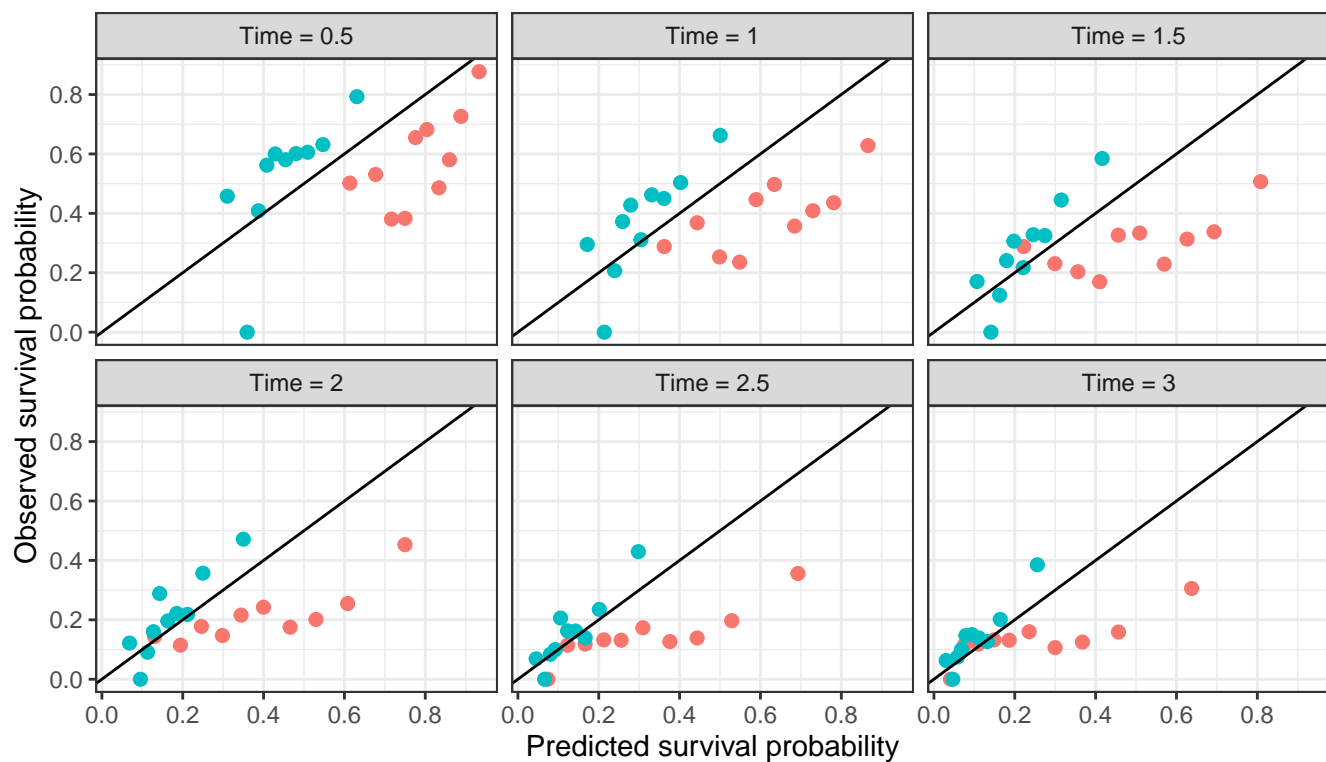 Time = 0.5
Time = 1
Time = 1.5
0.8
0.6
0.4
0.2
0.0
Time = 2
Time = 2.5
Time = 3
0.8
0.6
0.4
0.2
0.0
0.0 0.2 0.4 0.6 0.8
0.0 0.2 0.4 0.6 0.8
0.0 0.2 0.4 0.6 0.8
Predicted survival probability
Observed survival probability